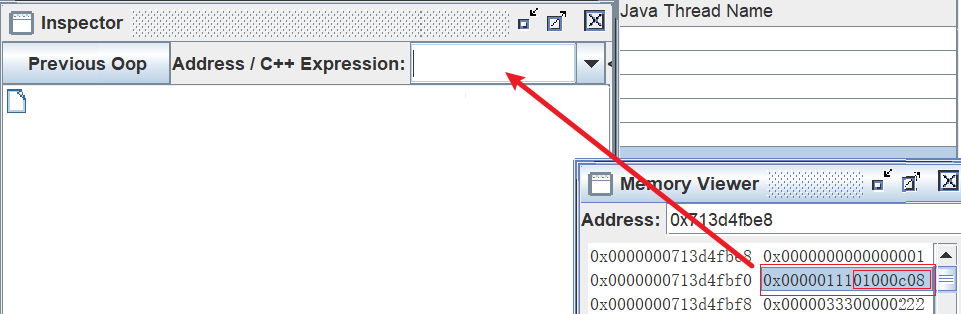 Inspector
Previous Oop
Address / C++ Expression:
Java Thread Name
Memory Viewer
Address: 0x713d4fbe8
0x0000000713d4fbe8 0x0000000000000001
0x0000000713d4fbf0 0x0000011101000c08
0x0000000713d4fbf8 0x0000033300000222